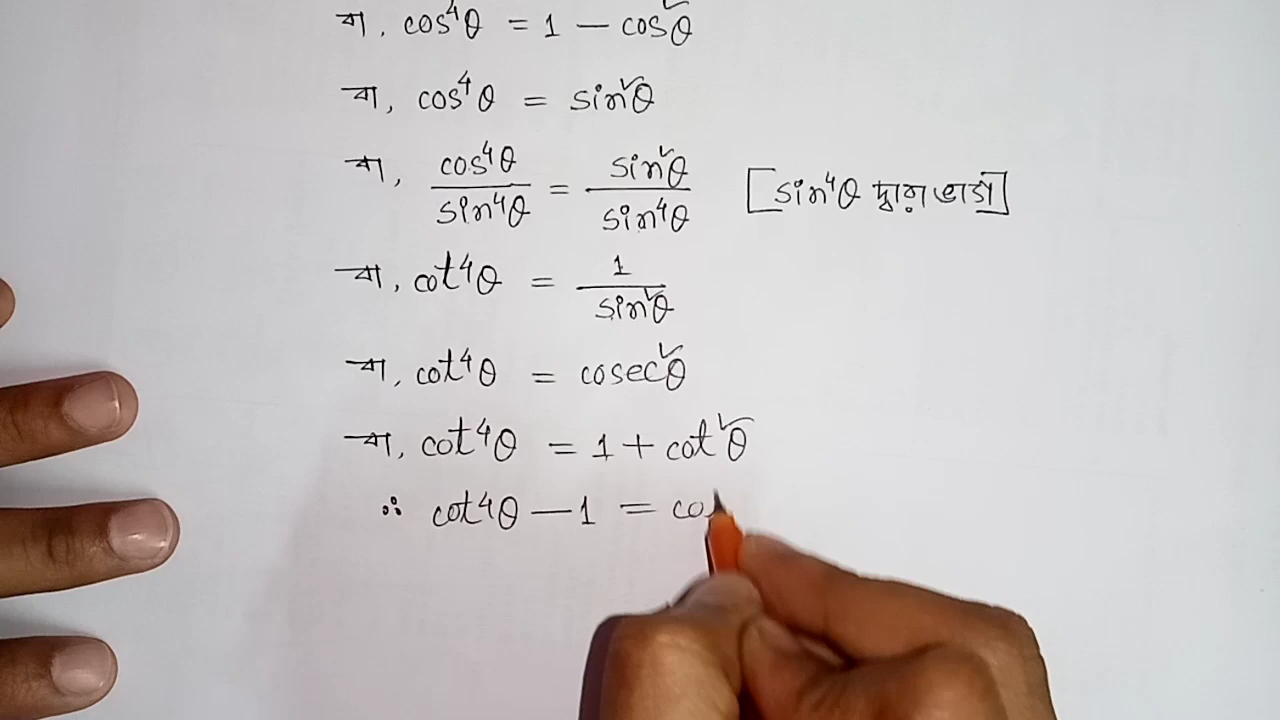 বা, cos⁴θ = 1 − cos²θ
বা, cos⁴θ = sin²θ
বা, cos⁴θ/sin⁴θ = sin²θ/sin⁴θ [sin⁴θ দ্বারা ভাগ]
বা, cot⁴θ = 1/sin²θ
বা, cot⁴θ = cosec²θ
বা, cot⁴θ = 1 + cot²θ
∴ cot⁴θ − 1 = co